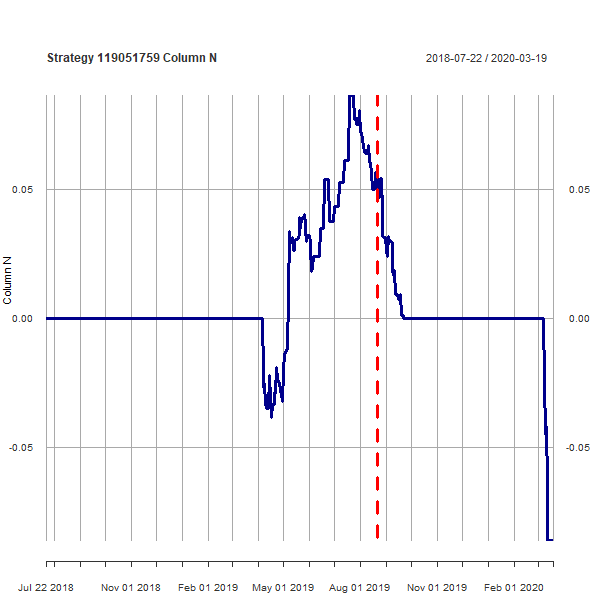 Strategy 119051759 Column N
2018-07-22 / 2020-03-19
Column N
0.05
0.05
0.00
0.00
-0.05
-0.05
Jul 22 2018
Nov 01 2018
Feb 01 2019
May 01 2019
Aug 01 2019
Nov 01 2019
Feb 01 2020